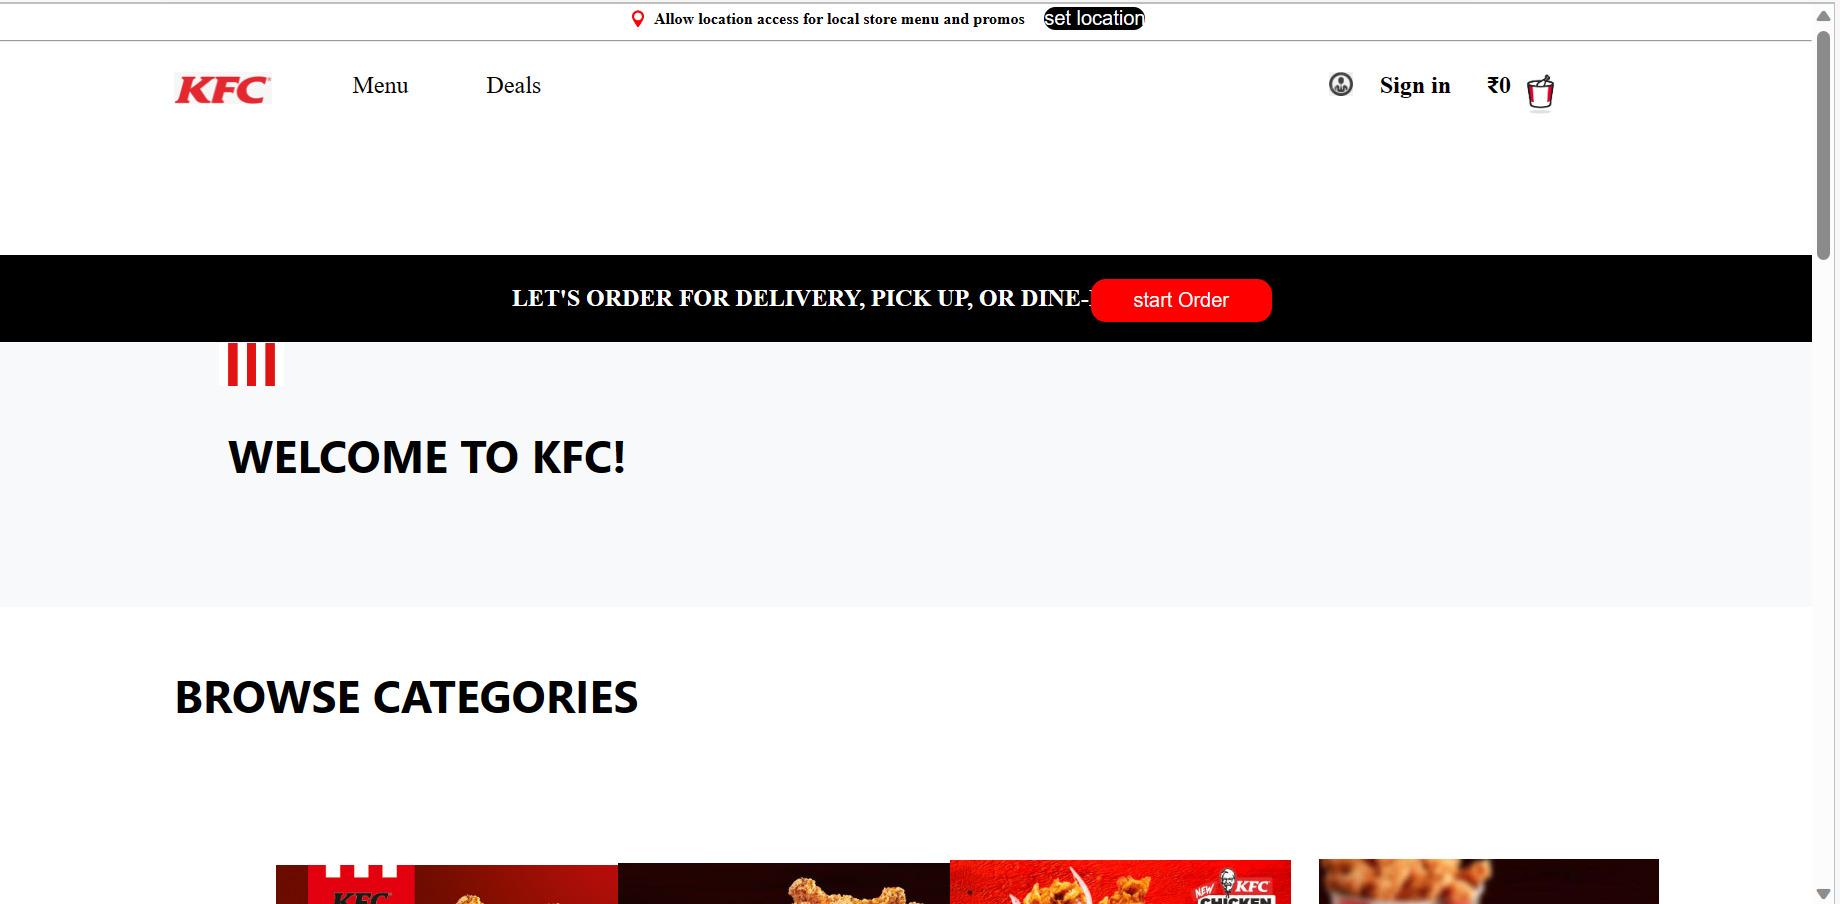 Allow location access for local store menu and promos set location
KFC Menu Deals Sign in ₹0
LET'S ORDER FOR DELIVERY, PICK UP, OR DINE- start Order
WELCOME TO KFC!
BROWSE CATEGORIES
KFC
NEW KFC
CHICKEN